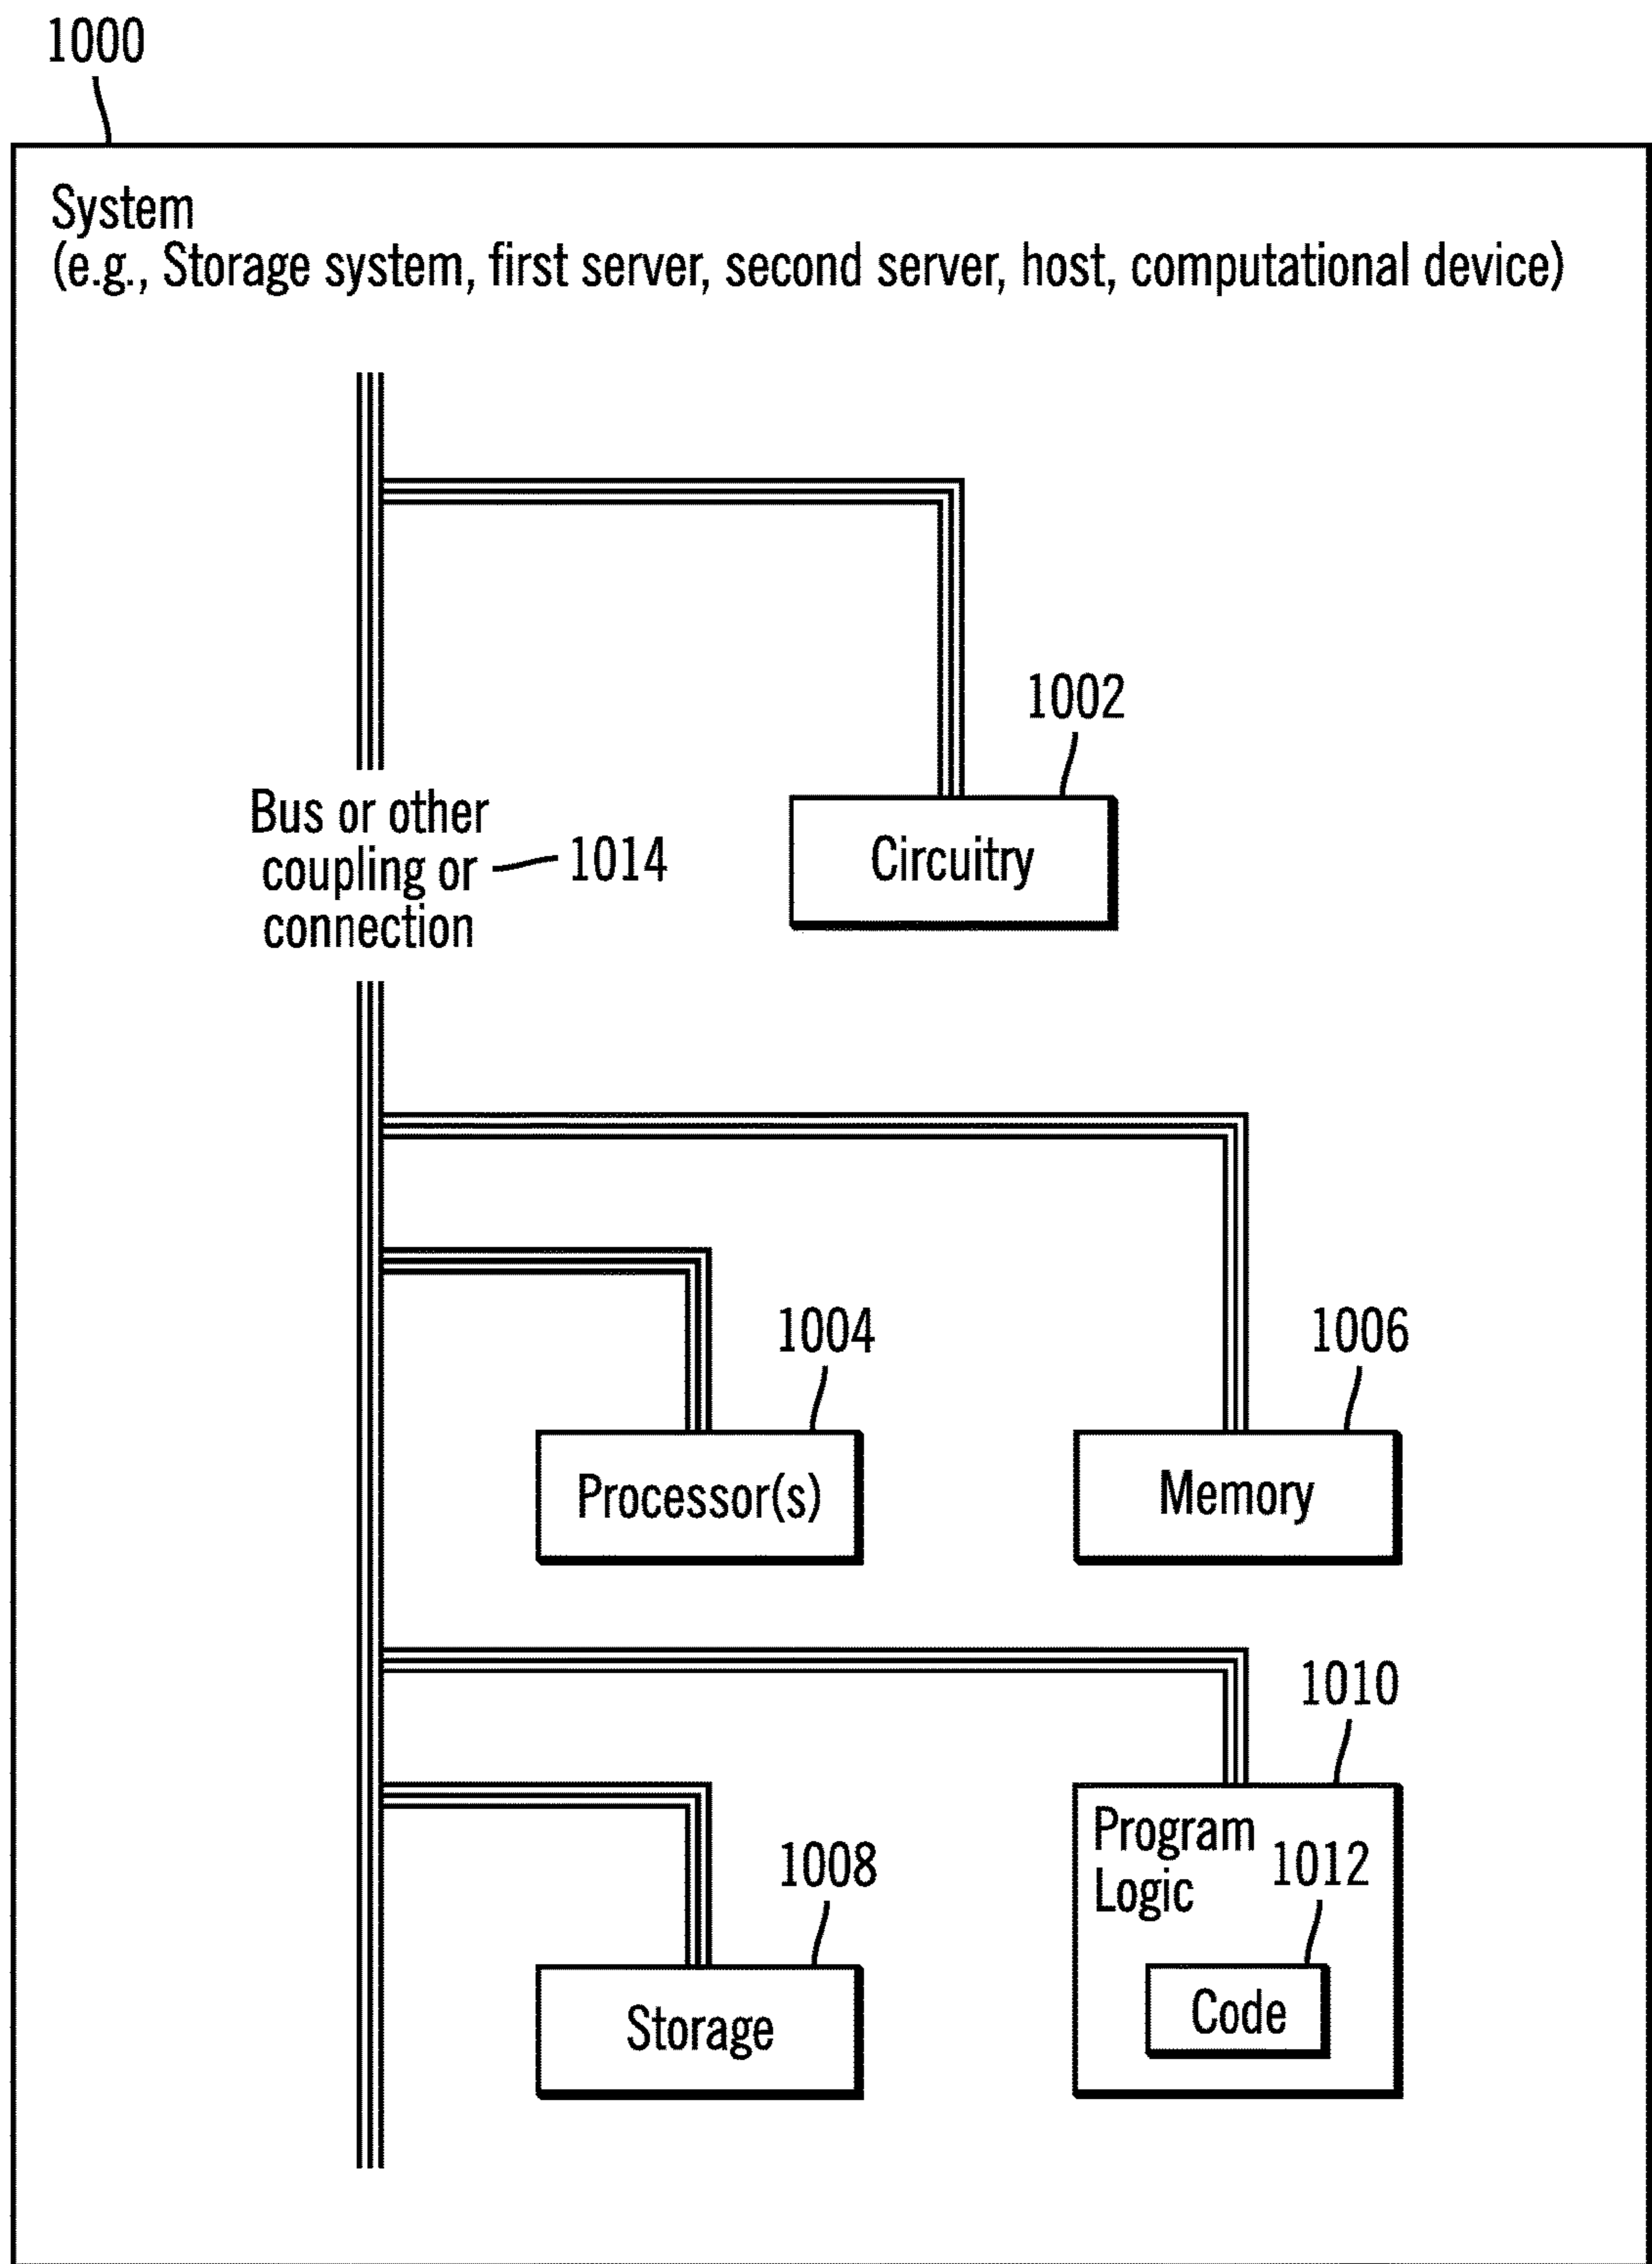 1000
System
(e.g., Storage system, first server, second server, host, computational device)
1002
Bus or other
coupling or
connection
1014
Circuitry
1004
1006
Processor(s)
Memory
1010
Program
Logic
1008
1012
Storage
Code